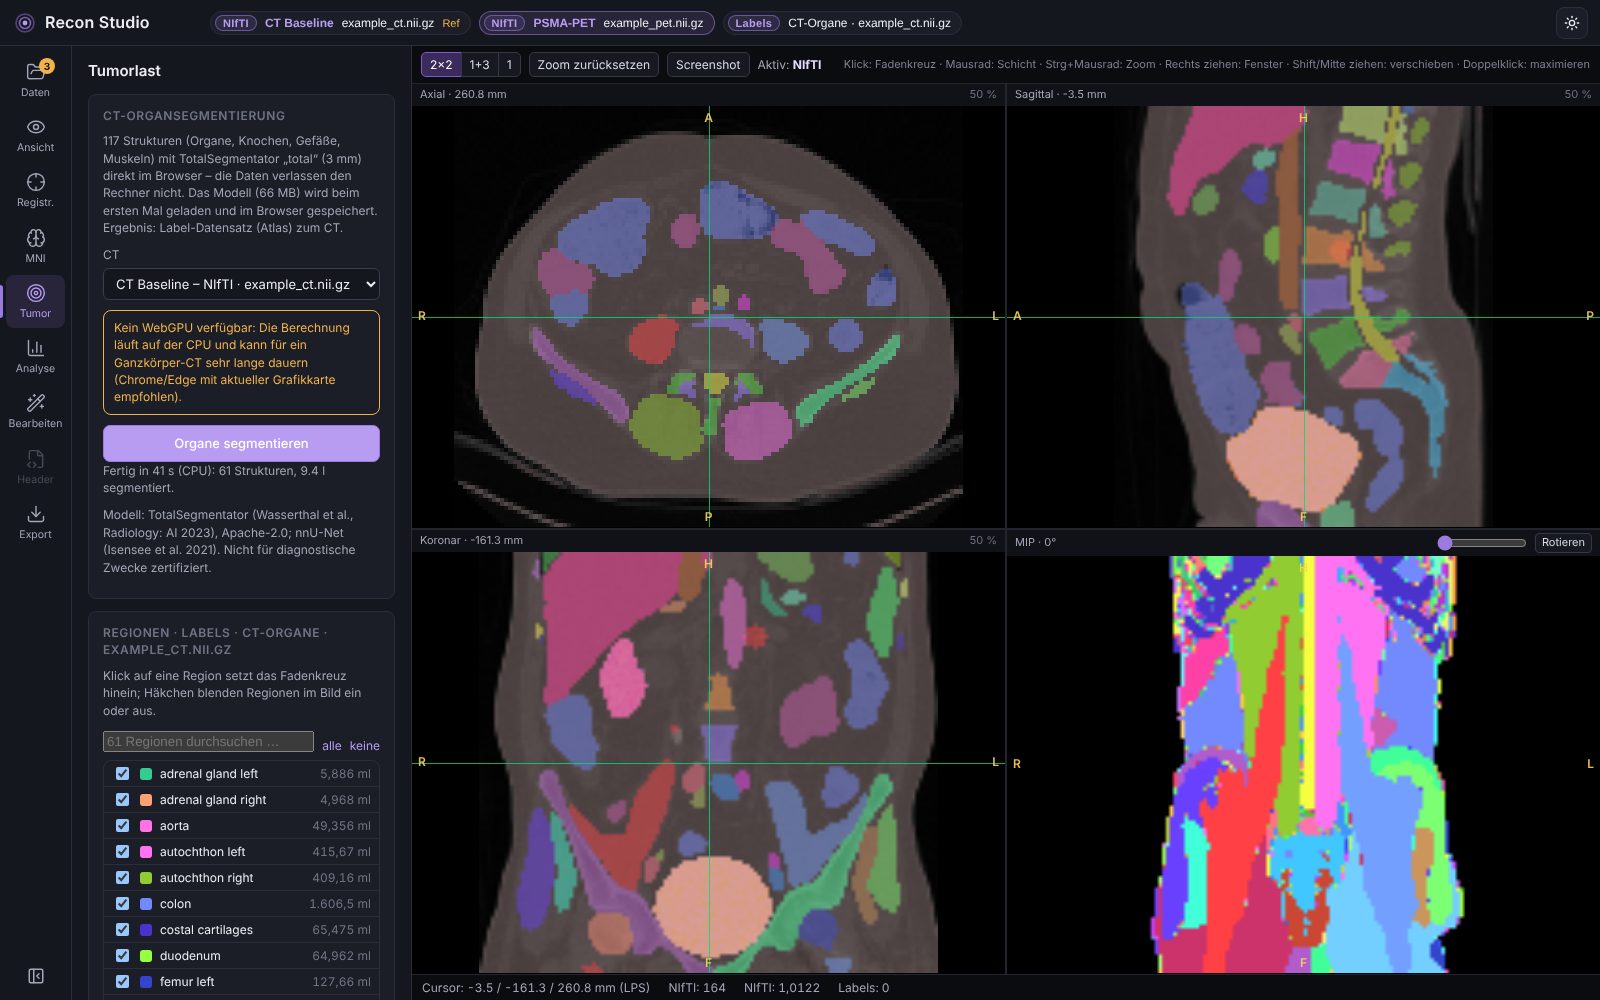 Recon Studio
NIfTI CT Baseline example_ct.nii.gz Ref
NIfTI PSMA-PET example_pet.nii.gz
Labels CT-Organe · example_ct.nii.gz
3
Daten
Ansicht
Registr.
MNI
Tumor
Analyse
Bearbeiten
Header
Export
Tumorlast
CT-ORGANSEGMENTIERUNG
117 Strukturen (Organe, Knochen, Gefäße,
Muskeln) mit TotalSegmentator „total“ (3 mm)
direkt im Browser – die Daten verlassen den
Rechner nicht. Das Modell (66 MB) wird beim
ersten Mal geladen und im Browser gespeichert.
Ergebnis: Label-Datensatz (Atlas) zum CT.
CT
CT Baseline – NIfTI · example_ct.nii.gz
Kein WebGPU verfügbar: Die Berechnung
läuft auf der CPU und kann für ein
Ganzkörper-CT sehr lange dauern
(Chrome/Edge mit aktueller Grafikkarte
empfohlen).
Organe segmentieren
Fertig in 41 s (CPU): 61 Strukturen, 9.4 l
segmentiert.
Modell: TotalSegmentator (Wasserthal et al.,
Radiology: AI 2023), Apache-2.0; nnU-Net
(Isensee et al. 2021). Nicht für diagnostische
Zwecke zertifiziert.
REGIONEN · LABELS · CT-ORGANE ·
EXAMPLE_CT.NII.GZ
Klick auf eine Region setzt das Fadenkreuz
hinein; Häkchen blenden Regionen im Bild ein
oder aus.
61 Regionen durchsuchen … alle keine
adrenal gland left 5,886 ml
adrenal gland right 4,968 ml
aorta 49,356 ml
autochthon left 415,67 ml
autochthon right 409,16 ml
colon 1.606,5 ml
costal cartilages 65,475 ml
duodenum 64,962 ml
femur left 127,66 ml
2×2 1+3 1 Zoom zurücksetzen Screenshot Aktiv: NIfTI Klick: Fadenkreuz · Mausrad: Schicht · Strg+Mausrad: Zoom · Rechts ziehen: Fenster · Shift/Mitte ziehen: verschieben · Doppelklick: maximieren
Axial · 260.8 mm 50 %
A
R L
P
Sagittal · -3.5 mm 50 %
H
A P
F
Koronar · -161.3 mm 50 %
H
R L
F
MIP · 0° Rotieren
H
R L
F
Cursor: -3.5 / -161.3 / 260.8 mm (LPS) NIfTI: 164 NIfTI: 1,0122 Labels: 0